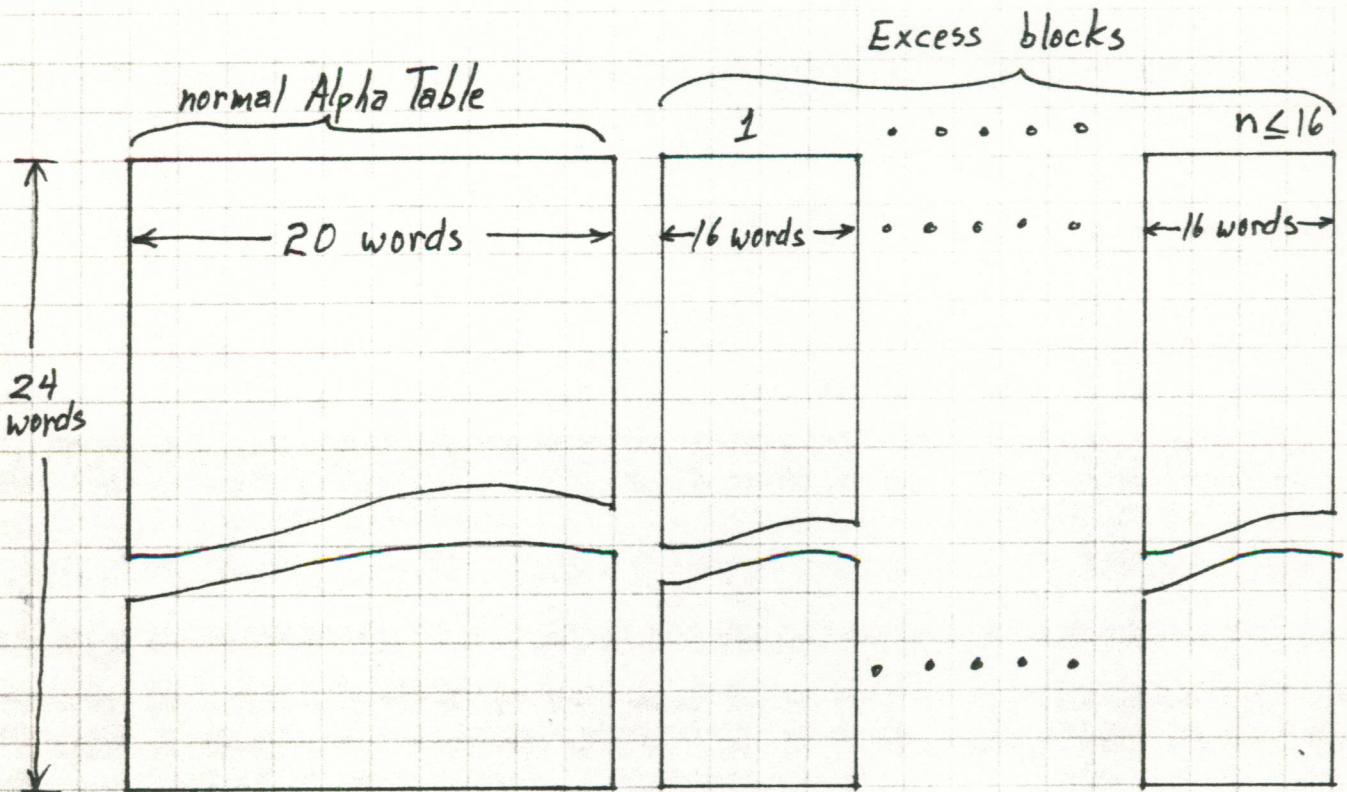 Excess blocks
normal Alpha Table
1 . . . . . n ≤ 16
20 words
16 words . . . . . 16 words
24
words
. . . . .